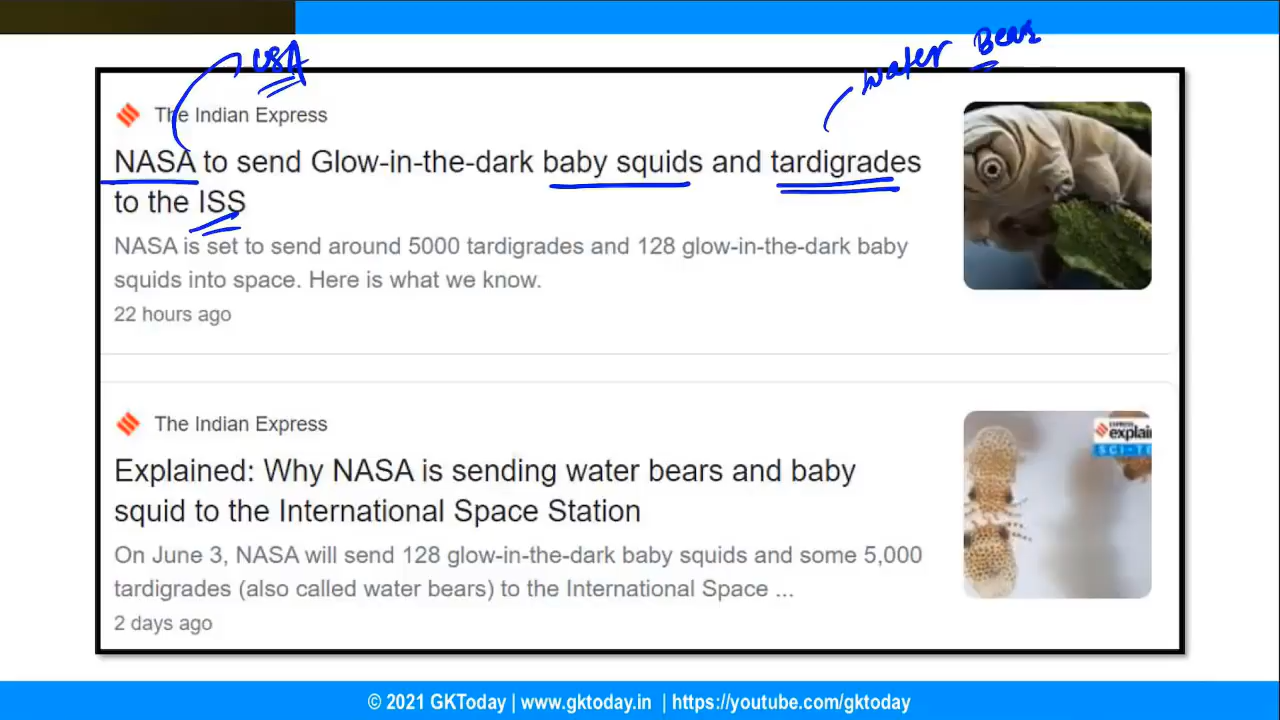 USA
water Bear
The Indian Express
NASA to send Glow-in-the-dark baby squids and tardigrades
to the ISS
NASA is set to send around 5000 tardigrades and 128 glow-in-the-dark baby
squids into space. Here is what we know.
22 hours ago
The Indian Express
Explained: Why NASA is sending water bears and baby
squid to the International Space Station
On June 3, NASA will send 128 glow-in-the-dark baby squids and some 5,000
tardigrades (also called water bears) to the International Space ...
2 days ago
EXPRESS
explai
SCI-TE
© 2021 GKToday | www.gktoday.in | https://youtube.com/gktoday